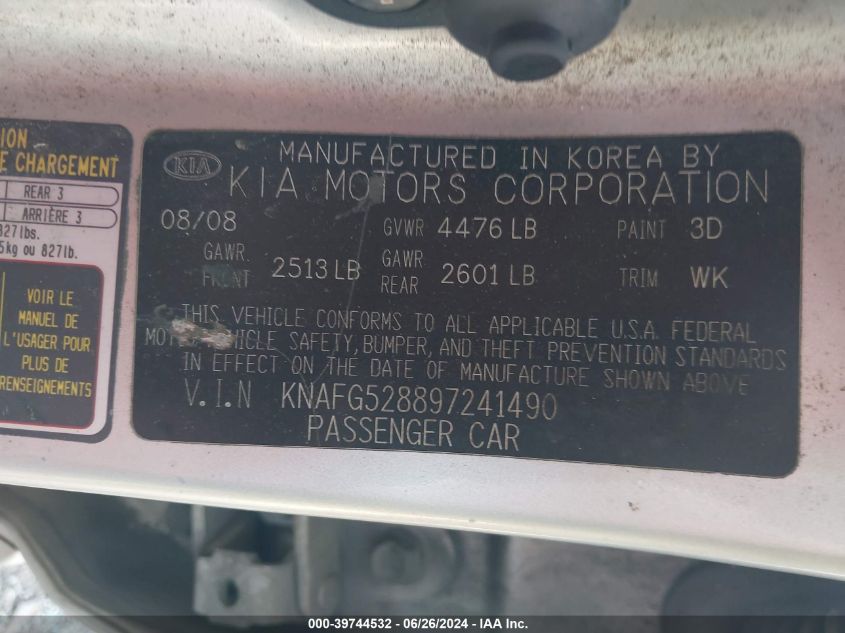 ION
E CHARGEMENT
REAR 3
ARRIÈRE 3
827lbs.
5kg ou 827lb.
VOIR LE
MANUEL DE
L'USAGER POUR
PLUS DE
RENSEIGNEMENTS
KIA
MANUFACTURED IN KOREA BY
KIA MOTORS CORPORATION
08/08 GVWR 4476 LB PAINT 3D
GAWR. FRONT 2513 LB GAWR REAR 2601 LB TRIM WK
THIS VEHICLE CONFORMS TO ALL APPLICABLE U.S.A. FEDERAL
MOTOR VEHICLE SAFETY, BUMPER, AND THEFT PREVENTION STANDARDS
IN EFFECT ON THE DATE OF MANUFACTURE SHOWN ABOVE
V.I.N KNAFG528897241490
PASSENGER CAR
000-39744532 - 06/26/2024 - IAAI.com